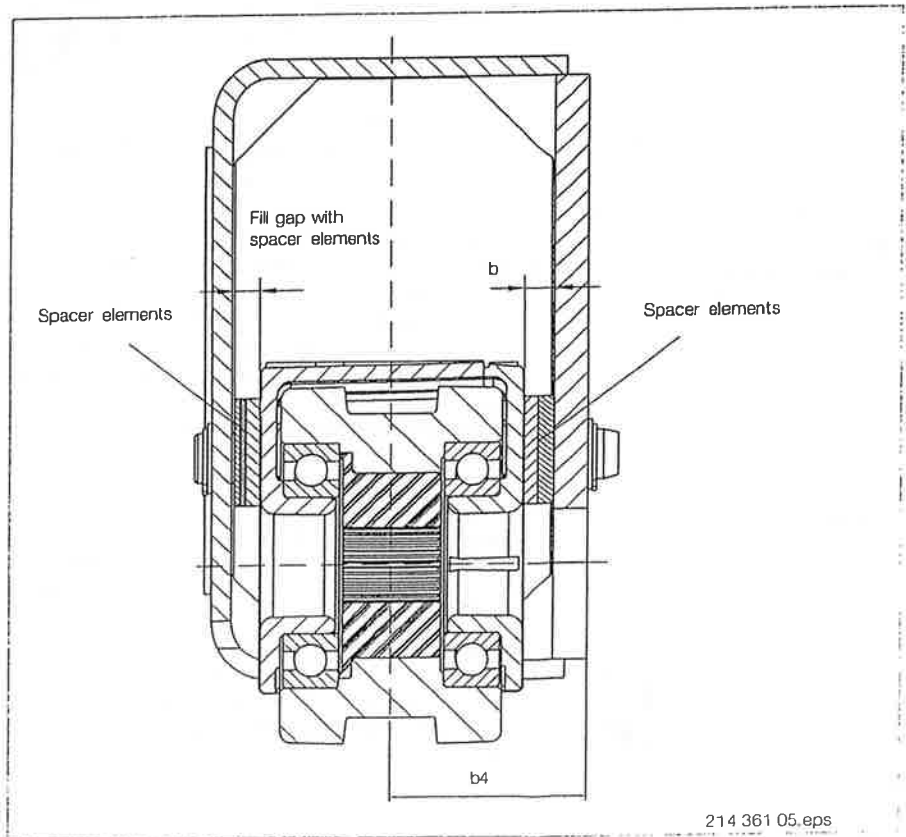 Fill gap with
spacer elements
b
Spacer elements
Spacer elements
b4
214 361 05.eps